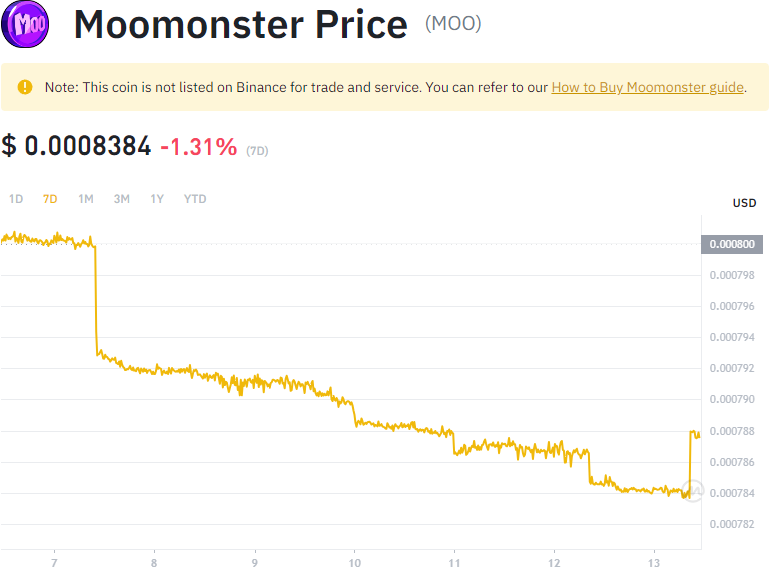 MOO
Moomonster Price (MOO)
Note: This coin is not listed on Binance for trade and service. You can refer to our How to Buy Moomonster guide.
$ 0.0008384 -1.31% (7D)
1D 7D 1M 3M 1Y YTD
USD
0.000800
0.000798
0.000796
0.000794
0.000792
0.000790
0.000788
0.000786
0.000784
0.000782
7 8 9 10 11 12 13